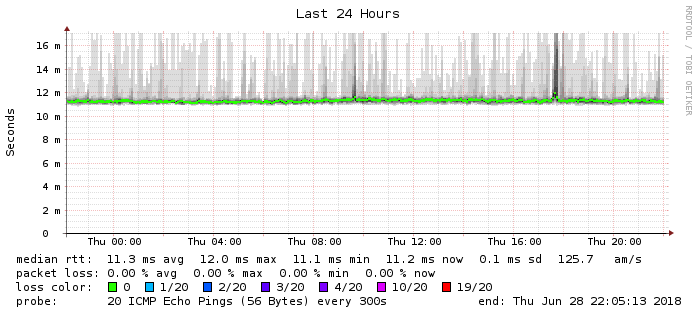 Last 24 Hours
RRDTOOL / TOBI OETIKER
Seconds
16 m
14 m
12 m
10 m
8 m
6 m
4 m
2 m
0
Thu 00:00 Thu 04:00 Thu 08:00 Thu 12:00 Thu 16:00 Thu 20:00
median rtt: 11.3 ms avg 12.0 ms max 11.1 ms min 11.2 ms now 0.1 ms sd 125.7 am/s
packet loss: 0.00 % avg 0.00 % max 0.00 % min 0.00 % now
loss color: 0 1/20 2/20 3/20 4/20 10/20 19/20
probe: 20 ICMP Echo Pings (56 Bytes) every 300s end: Thu Jun 28 22:05:13 2018